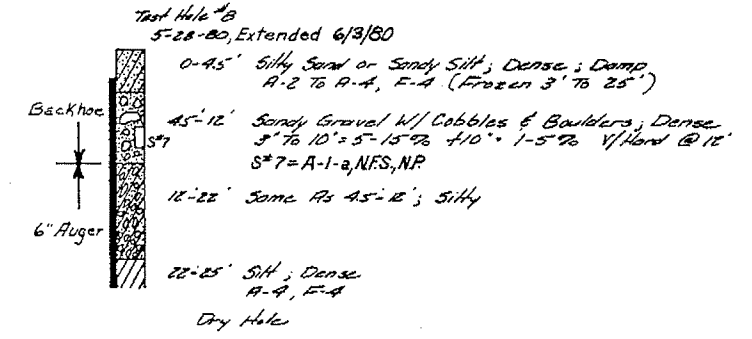 Test Hole #8
5-28-80, Extended 6/3/80
0-4.5' Silty Sand or Sandy Silt; Dense; Damp
A-2 To A-4, F-4 (Frozen 3' To 25')
Backhoe
4.5'-12' Sandy Gravel W/ Cobbles & Boulders; Dense
3" To 10" = 5-15% +10" = 1-5% V/Hard @ 12'
S#7
S#7 = A-1-a, N.F.S., N.P.
12'-22' Same As 4.5'-12'; Silty
6" Auger
22'-25' Silt; Dense
A-4, F-4
Dry Hole